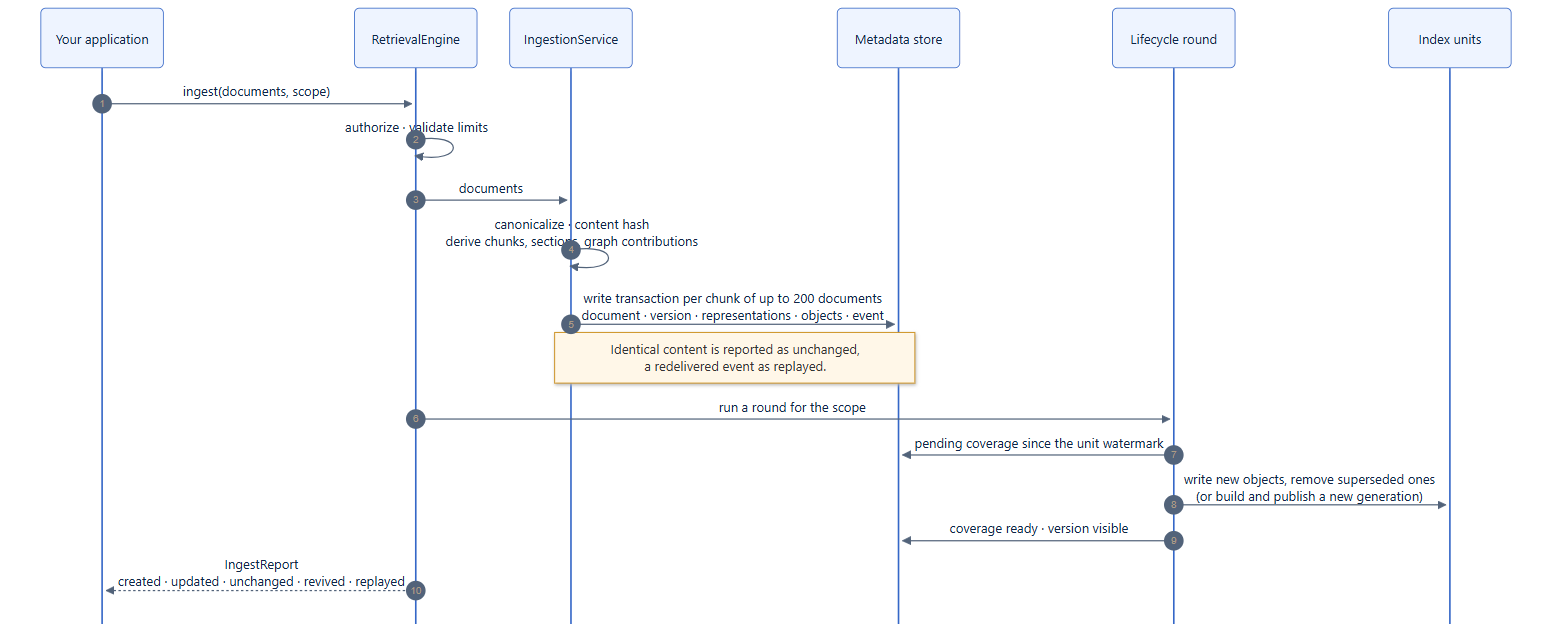 Your application
RetrievalEngine
IngestionService
Metadata store
Lifecycle round
Index units
ingest(documents, scope)
1
authorize · validate limits
2
documents
3
canonicalize · content hash
derive chunks, sections, graph contributions
4
write transaction per chunk of up to 200 documents
document · version · representations · objects · event
5
Identical content is reported as unchanged,
a redelivered event as replayed.
run a round for the scope
6
pending coverage since the unit watermark
7
write new objects, remove superseded ones
(or build and publish a new generation)
8
coverage ready · version visible
9
IngestReport
created · updated · unchanged · revived · replayed
10